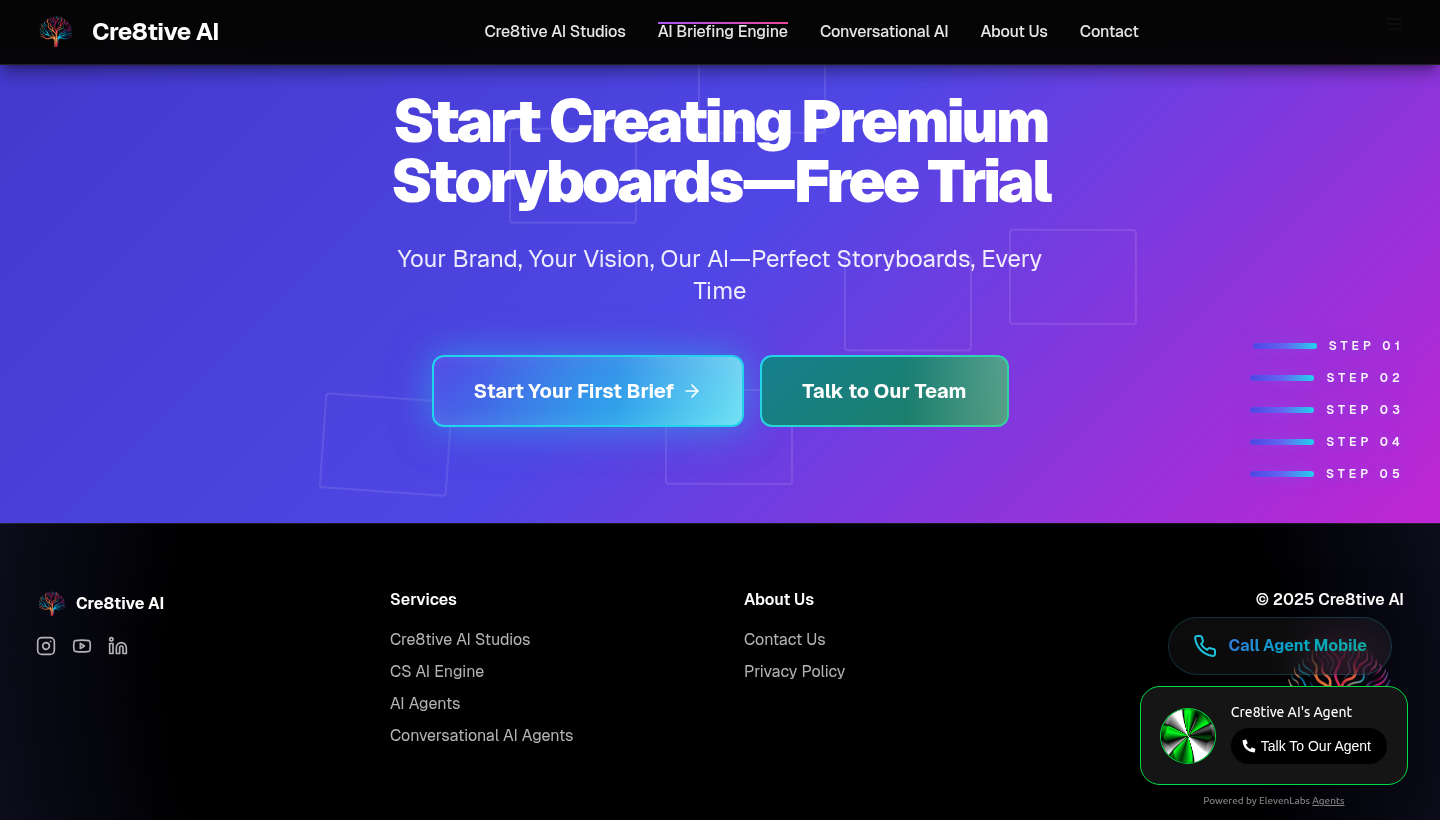 Cre8tive AI
Cre8tive AI Studios
AI Briefing Engine
Conversational AI
About Us
Contact
Start Creating Premium
Storyboards—Free Trial
Your Brand, Your Vision, Our AI—Perfect Storyboards, Every
Time
Start Your First Brief
Talk to Our Team
STEP 01
STEP 02
STEP 03
STEP 04
STEP 05
Cre8tive AI
Services
Cre8tive AI Studios
CS AI Engine
AI Agents
Conversational AI Agents
About Us
Contact Us
Privacy Policy
© 2025 Cre8tive AI
Call Agent Mobile
Cre8tive AI's Agent
Talk To Our Agent
Powered by ElevenLabs Agents